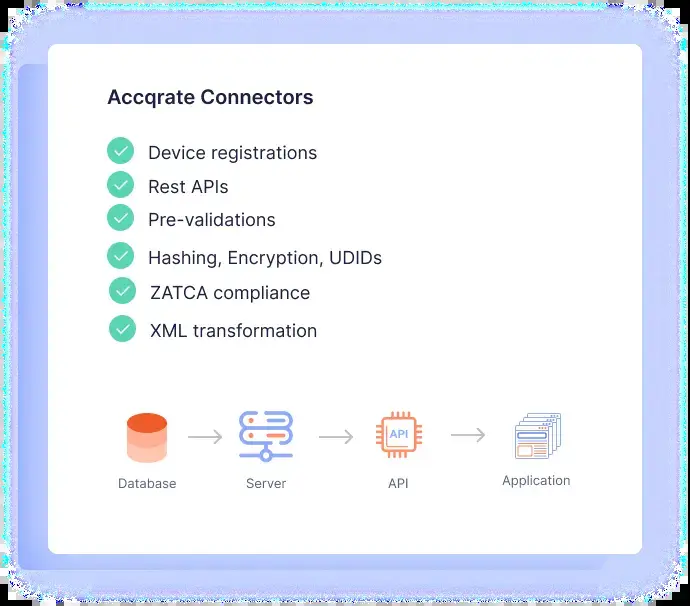 Accqrate Connectors
Device registrations
Rest APIs
Pre-validations
Hashing, Encryption, UDIDs
ZATCA compliance
XML transformation
API
Database
Server
API
Application